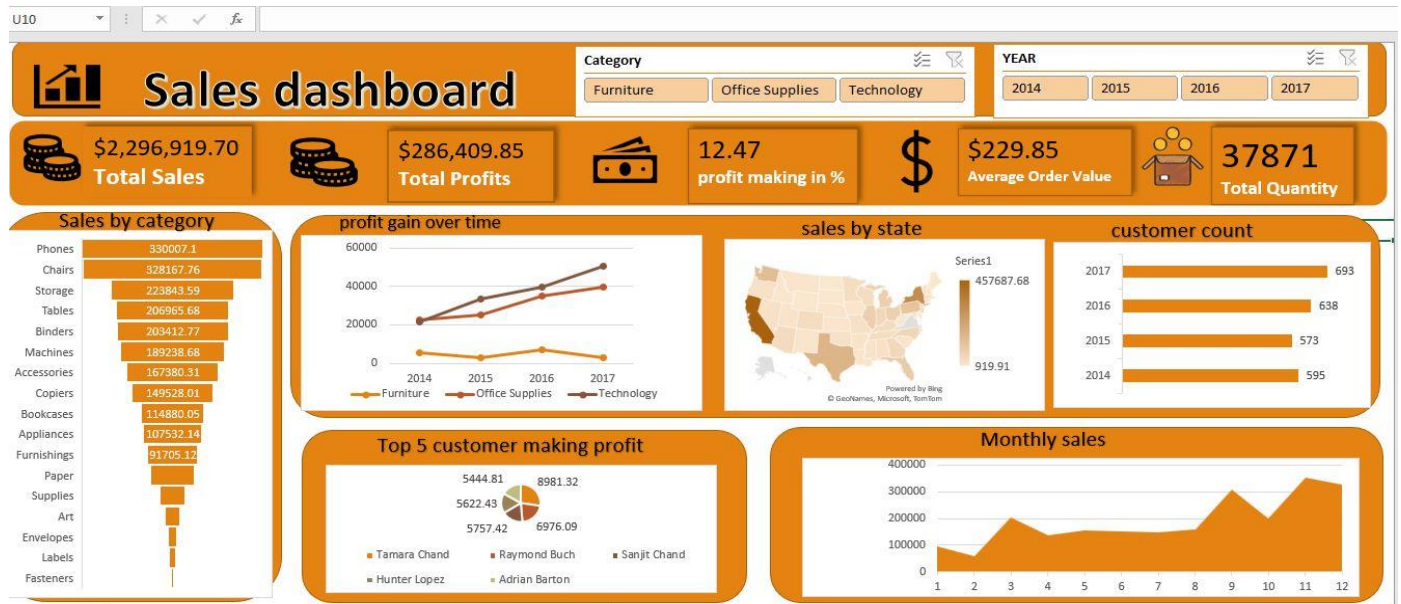 U10
fx
Sales dashboard
Category
Furniture Office Supplies Technology
YEAR
2014 2015 2016 2017
$2,296,919.70
Total Sales
$286,409.85
Total Profits
12.47
profit making in %
$229.85
Average Order Value
37871
Total Quantity
Sales by category
Phones 330007.1
Chairs 328167.76
Storage 223843.59
Tables 206965.68
Binders 203412.77
Machines 189238.68
Accessories 167380.31
Copiers 149528.01
Bookcases 114880.05
Appliances 107532.14
Furnishings 91705.12
Paper
Supplies
Art
Envelopes
Labels
Fasteners
profit gain over time
60000
40000
20000
0
2014 2015 2016 2017
Furniture Office Supplies Technology
sales by state
Series1
457687.68
919.91
Powered by Bing
© GeoNames, Microsoft, TomTom
customer count
2017 693
2016 638
2015 573
2014 595
Top 5 customer making profit
5444.81 8981.32
5622.43
5757.42 6976.09
Tamara Chand Raymond Buch Sanjit Chand
Hunter Lopez Adrian Barton
Monthly sales
400000
300000
200000
100000
0
1 2 3 4 5 6 7 8 9 10 11 12